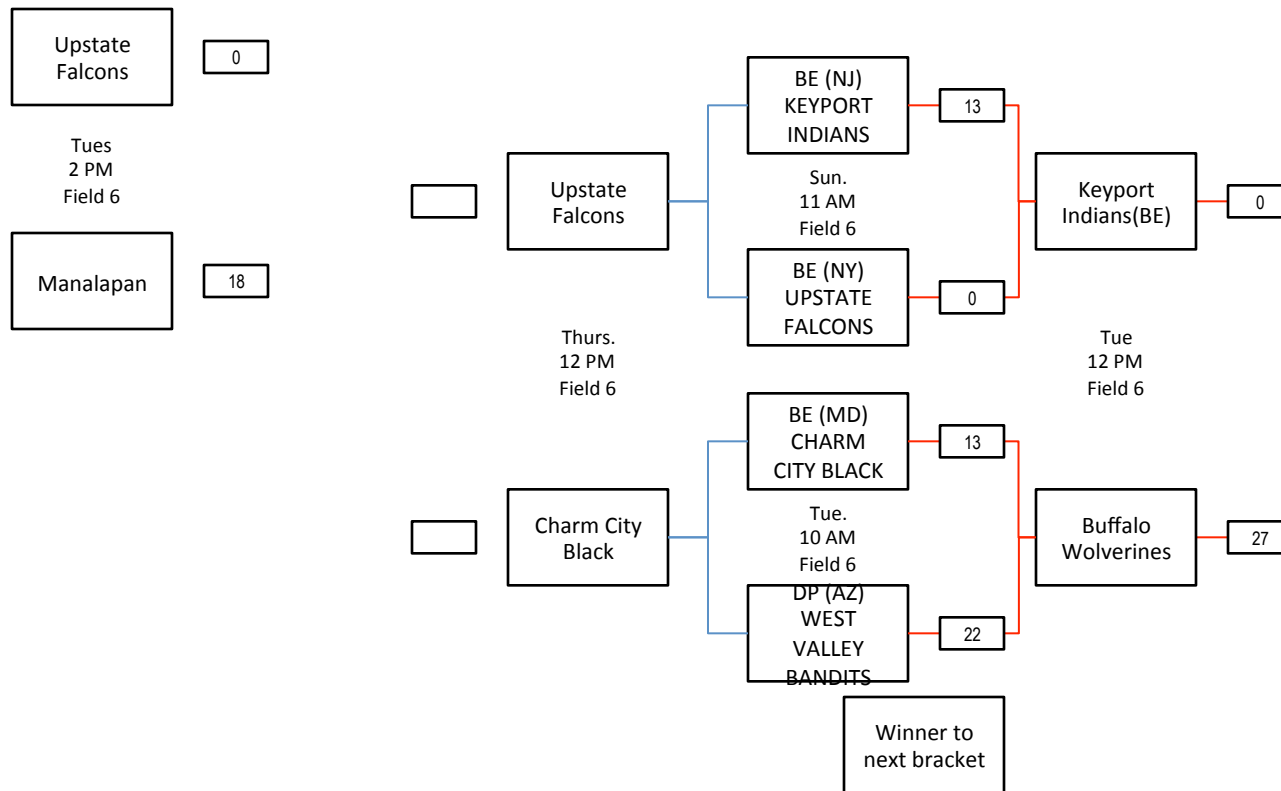 Upstate
Falcons
0
Tues
2 PM
Field 6
Manalapan
18
Upstate
Falcons
Thurs.
12 PM
Field 6
Charm City
Black
BE (NJ)
KEYPORT
INDIANS
13
Sun.
11 AM
Field 6
BE (NY)
UPSTATE
FALCONS
0
BE (MD)
CHARM
CITY BLACK
13
Tue.
10 AM
Field 6
DP (AZ)
WEST
VALLEY
BANDITS
22
Keyport
Indians(BE)
0
Tue
12 PM
Field 6
Buffalo
Wolverines
27
Winner to
next bracket